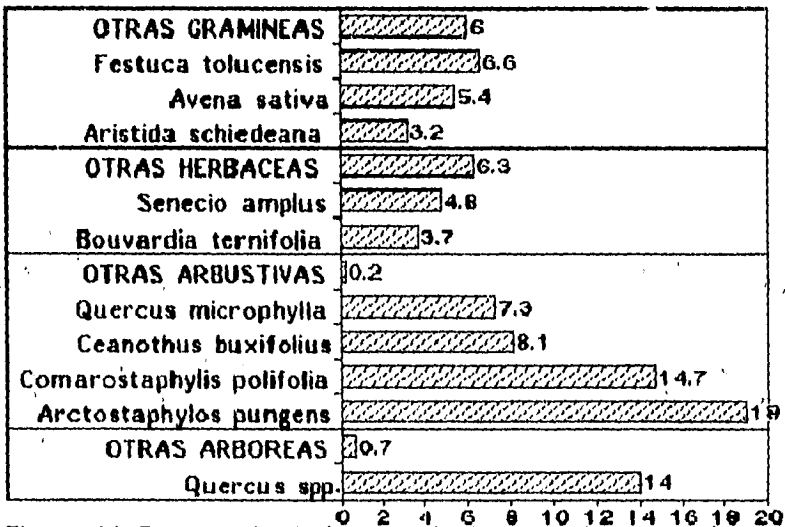 OTRAS GRAMINEAS 6
Festuca tolucensis 6.6
Avena sativa 5.4
Aristida schiedeana 3.2
OTRAS HERBACEAS 6.3
Senecio amplus 4.8
Bouvardia ternifolia 3.7
OTRAS ARBUSTIVAS 0.2
Quercus microphylla 7.3
Ceanothus buxifolius 8.1
Comarostaphylis polifolia 14.7
Arctostaphylos pungens 19
OTRAS ARBOREAS 0.7
Quercus spp. 14
0 2 4 6 8 10 12 14 16 18 20